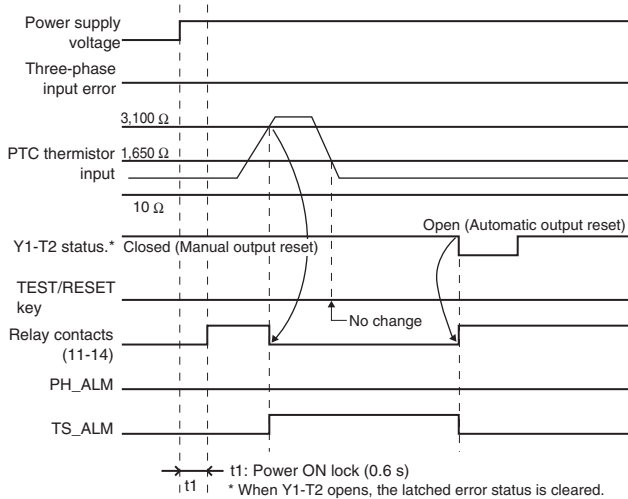 Power supply
voltage
Three-phase
input error
3,100 Ω
PTC thermistor
input
1,650 Ω
10 Ω
Open (Automatic output reset)
Y1-T2 status.* Closed (Manual output reset)
TEST/RESET
key
No change
Relay contacts
(11-14)
PH_ALM
TS_ALM
t1
t1: Power ON lock (0.6 s)
* When Y1-T2 opens, the latched error status is cleared.